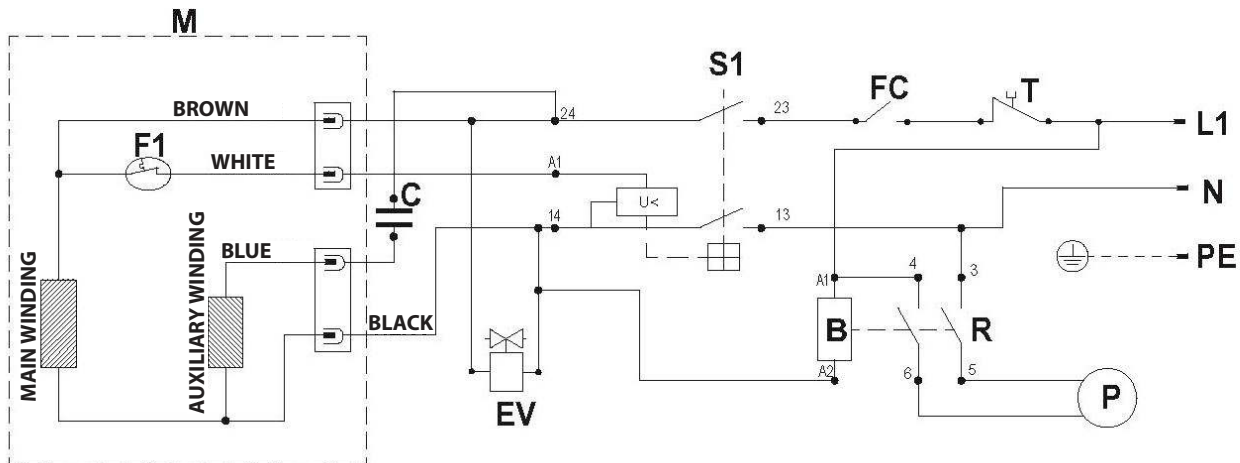 M
S1
BROWN
24
23
FC
T
L1
F1
WHITE
A1
C
U<
N
14
13
MAIN WINDING
AUXILIARY WINDING
BLUE
PE
BLACK
4
3
A1
B
R
A2
6
5
EV
P